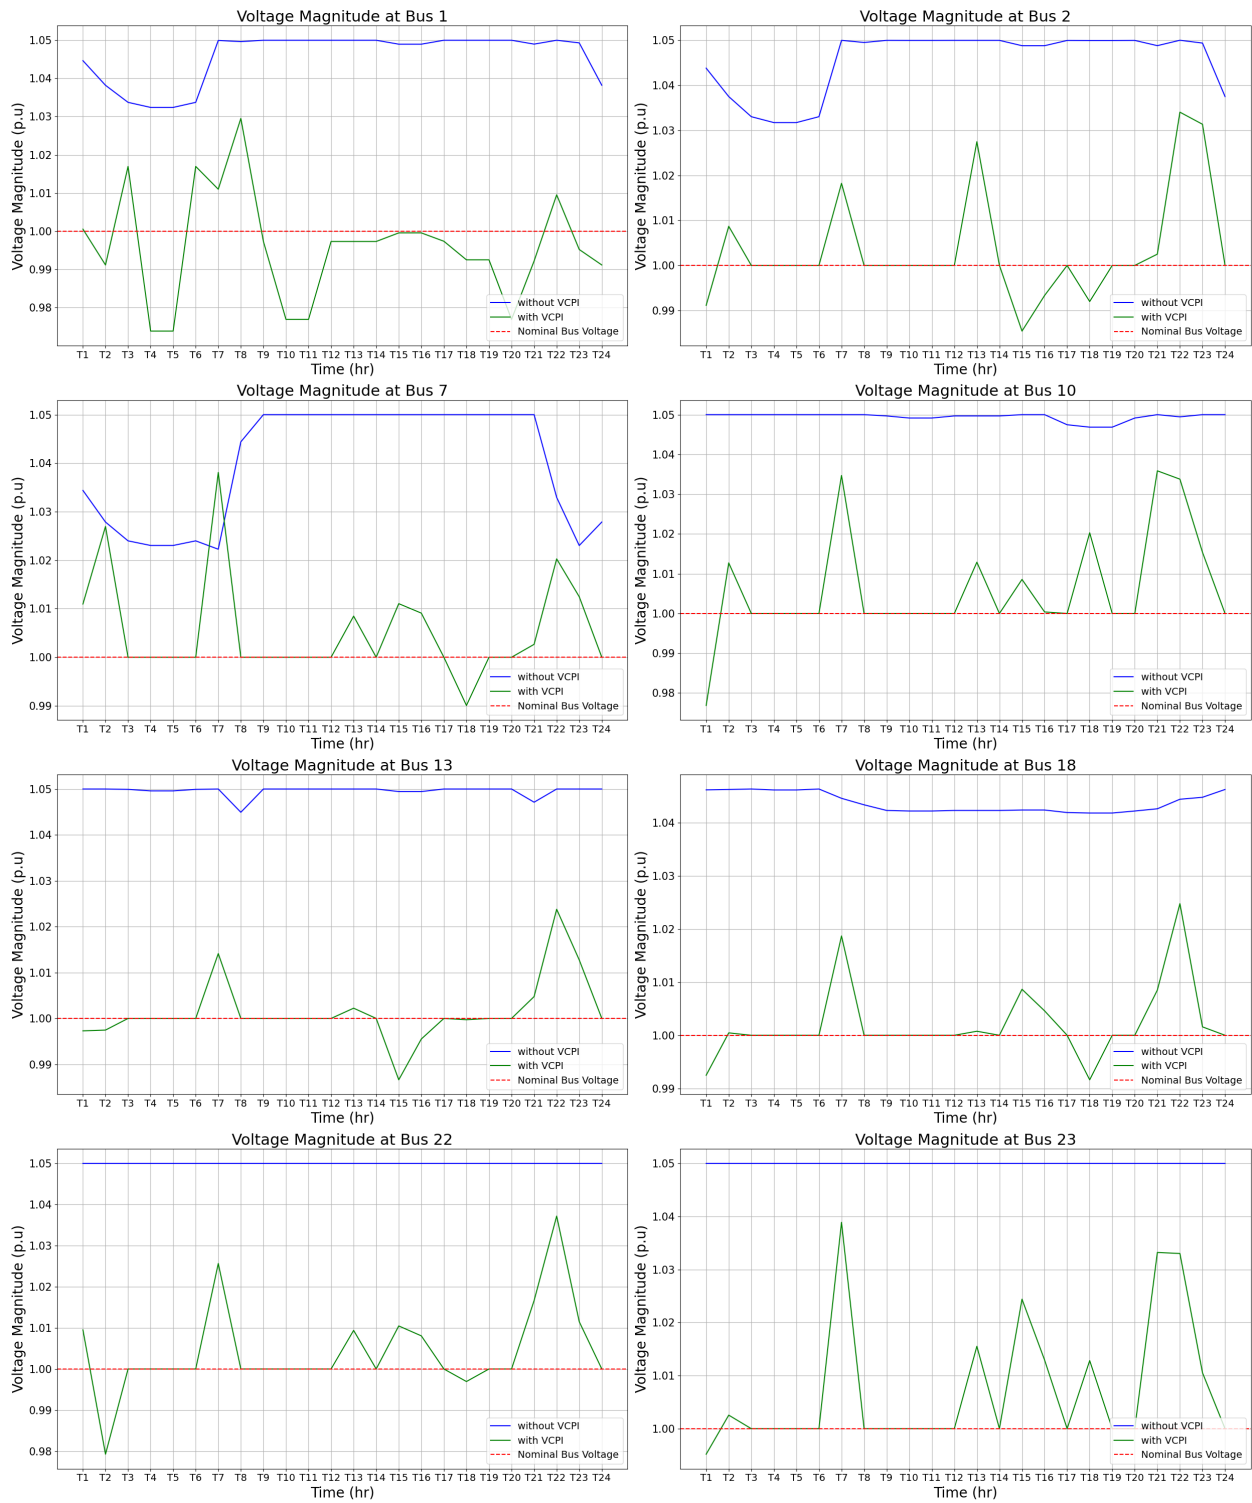 Voltage Magnitude at Bus 1
Voltage Magnitude (p.u)
1.05
1.04
1.03
1.02
1.01
1.00
0.99
0.98
without VCPI
with VCPI
Nominal Bus Voltage
T1 T2 T3 T4 T5 T6 T7 T8 T9 T10 T11 T12 T13 T14 T15 T16 T17 T18 T19 T20 T21 T22 T23 T24
Time (hr)
Voltage Magnitude at Bus 2
Voltage Magnitude (p.u)
1.05
1.04
1.03
1.02
1.01
1.00
0.99
without VCPI
with VCPI
Nominal Bus Voltage
T1 T2 T3 T4 T5 T6 T7 T8 T9 T10 T11 T12 T13 T14 T15 T16 T17 T18 T19 T20 T21 T22 T23 T24
Time (hr)
Voltage Magnitude at Bus 7
Voltage Magnitude (p.u)
1.05
1.04
1.03
1.02
1.01
1.00
0.99
without VCPI
with VCPI
Nominal Bus Voltage
T1 T2 T3 T4 T5 T6 T7 T8 T9 T10 T11 T12 T13 T14 T15 T16 T17 T18 T19 T20 T21 T22 T23 T24
Time (hr)
Voltage Magnitude at Bus 10
Voltage Magnitude (p.u)
1.05
1.04
1.03
1.02
1.01
1.00
0.99
0.98
without VCPI
with VCPI
Nominal Bus Voltage
T1 T2 T3 T4 T5 T6 T7 T8 T9 T10 T11 T12 T13 T14 T15 T16 T17 T18 T19 T20 T21 T22 T23 T24
Time (hr)
Voltage Magnitude at Bus 13
Voltage Magnitude (p.u)
1.05
1.04
1.03
1.02
1.01
1.00
0.99
without VCPI
with VCPI
Nominal Bus Voltage
T1 T2 T3 T4 T5 T6 T7 T8 T9 T10 T11 T12 T13 T14 T15 T16 T17 T18 T19 T20 T21 T22 T23 T24
Time (hr)
Voltage Magnitude at Bus 18
Voltage Magnitude (p.u)
1.04
1.03
1.02
1.01
1.00
0.99
without VCPI
with VCPI
Nominal Bus Voltage
T1 T2 T3 T4 T5 T6 T7 T8 T9 T10 T11 T12 T13 T14 T15 T16 T17 T18 T19 T20 T21 T22 T23 T24
Time (hr)
Voltage Magnitude at Bus 22
Voltage Magnitude (p.u)
1.05
1.04
1.03
1.02
1.01
1.00
0.99
0.98
without VCPI
with VCPI
Nominal Bus Voltage
T1 T2 T3 T4 T5 T6 T7 T8 T9 T10 T11 T12 T13 T14 T15 T16 T17 T18 T19 T20 T21 T22 T23 T24
Time (hr)
Voltage Magnitude at Bus 23
Voltage Magnitude (p.u)
1.05
1.04
1.03
1.02
1.01
1.00
without VCPI
with VCPI
Nominal Bus Voltage
T1 T2 T3 T4 T5 T6 T7 T8 T9 T10 T11 T12 T13 T14 T15 T16 T17 T18 T19 T20 T21 T22 T23 T24
Time (hr)